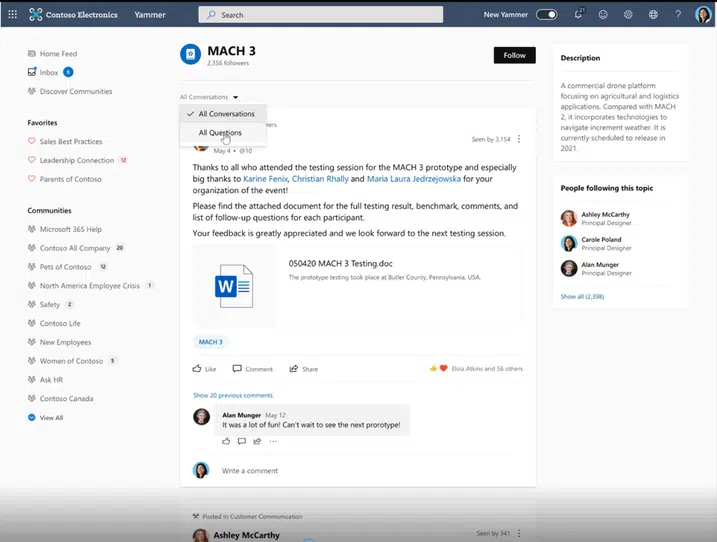 Contoso Electronics
Yammer
Search
New Yammer
21
?
Home Feed
Inbox 6
Discover Communities
Favorites
Sales Best Practices
Leadership Connection 12
Parents of Contoso
Communities
Microsoft 365 Help
Contoso All Company 20
Pets of Contoso 12
North America Employee Crisis 1
Safety 2
Contoso Life
New Employees
Women of Contoso 5
Ask HR
Contoso Canada
View All
MACH 3
2,356 followers
Follow
All Conversations
All Conversations
All Questions
Seen by 3,154
May 4 • @10
Thanks to all who attended the testing session for the MACH 3 prototype and especially
big thanks to Karine Fenix, Christian Rhally and Maria Laura Jedrzejowska for your
organization of the event!
Please find the attached document for the full testing result, benchmark, comments, and
list of follow-up questions for each participant.
Your feedback is greatly appreciated and we look forward to the next testing session.
W
050420 MACH 3 Testing.doc
The prototype testing took place at Butler County, Pennsylvania, USA.
MACH 3
Like
Comment
Share
Elvia Atkins and 56 others
Show 20 previous comments
Alan Munger May 12
It was a lot of fun! Can't wait to see the next prorotype!
Write a comment
Posted in Customer Communication
Ashley McCarthy
Seen by 341
Description
A commercial drone platform
focusing on agricultural and logistics
applications. Compared with MACH
2, it incorporates technologies to
navigate increment weather. It is
currently scheduled to release in
2021.
People following this topic
Ashley McCarthy
Principal Designer
Carole Poland
Principal Designer
Alan Munger
Principal Designer
Show all (2,398)